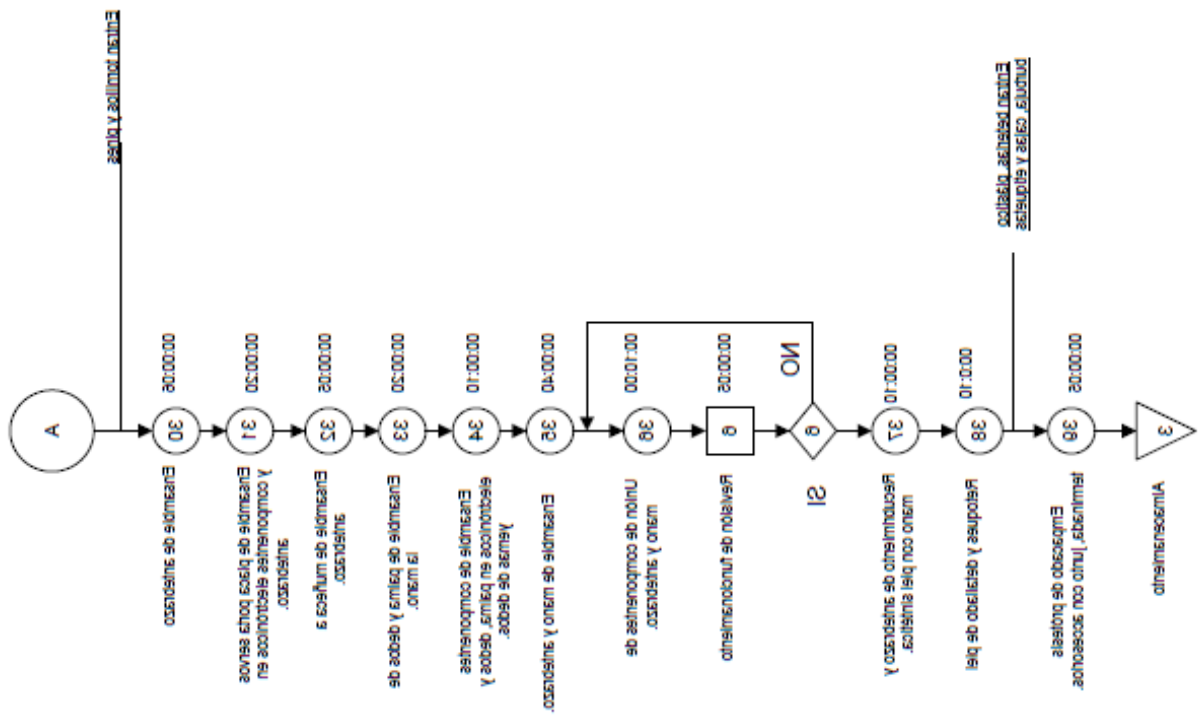 Entran tornillos y pines
A
00:00:06
30
Ensamble de antebrazo
00:00:20
31
Ensamble de placa porta servos
y componentes electronicos en
antebrazo.
00:00:05
32
Ensamble de muñeca a
antebrazo.
00:00:20
33
Ensamble de palma y dedos de
la mano.
00:00:10
34
Ensamble de componentes
electronicos en palma, dedos y
de dedos.
00:00:40
35
Ensamble de mano y antebrazo.
00:10:00
36
Union de componentes de
mano y antebrazo.
00:00:05
6
Revisión de funcionamiento
NO
6
SI
00:00:10
37
Recubrimiento de antebrazo y
mano con piel sintetica.
00:10:00
38
Retoques y detallado de piel
Entran baterias, plastico
burbuja, cajas y etiquetas
00:00:05
39
Empacado de protesis
terminada, junto con accesorios.
3
Almacenamiento